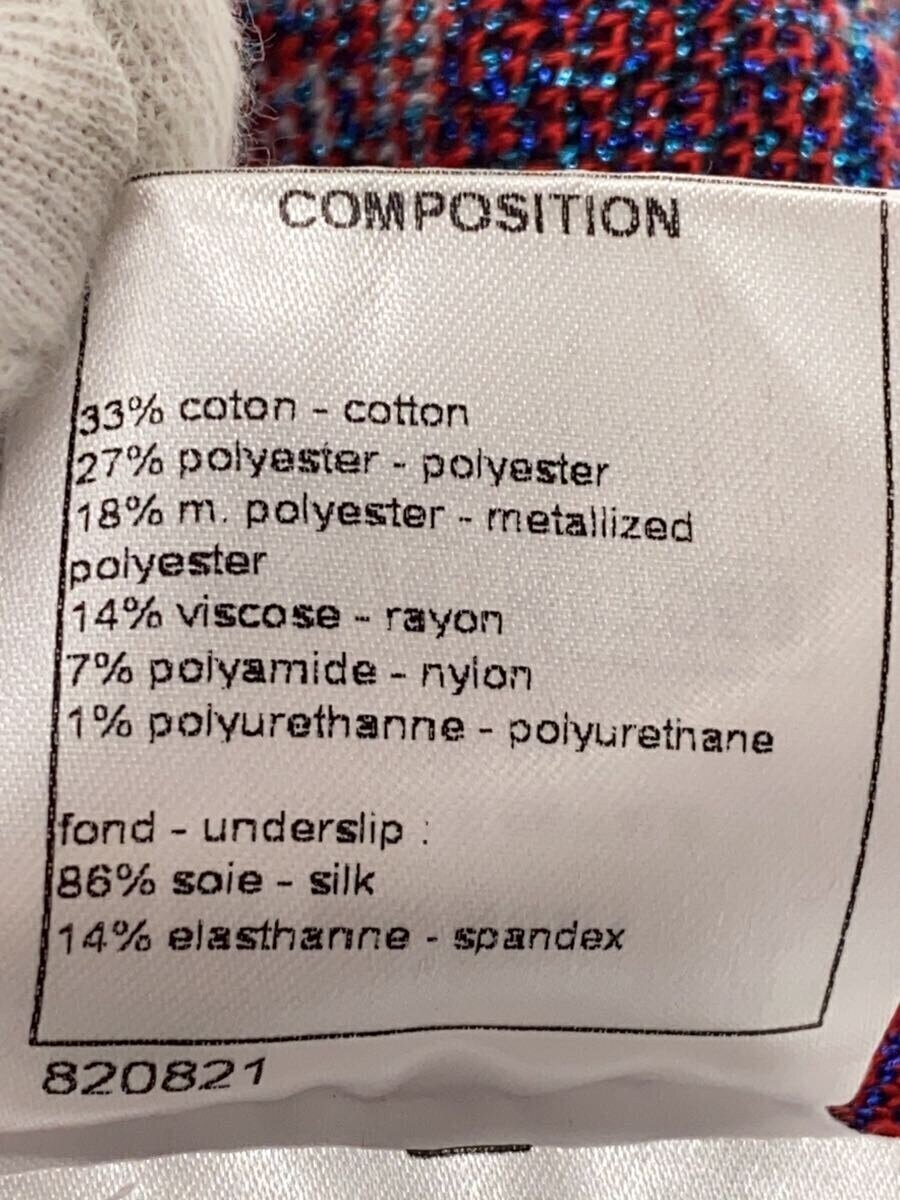 COMPOSITION
33% coton - cotton
27% polyester - polyester
18% m. polyester - metallized
polyester
14% viscose - rayon
7% polyamide - nylon
1% polyurethanne - polyurethane
fond - underslip :
86% soie - silk
14% elasthanne - spandex
820821